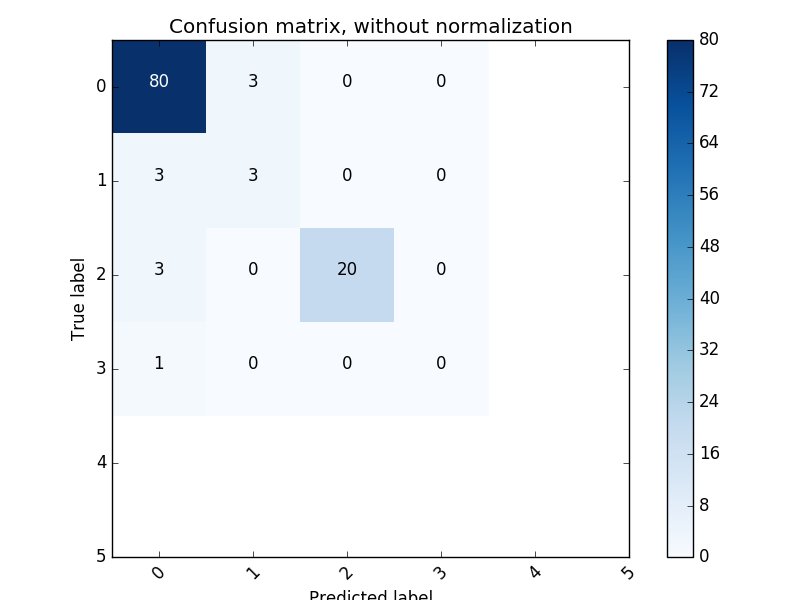 Confusion matrix, without normalization
0 80 3 0 0
1 3 3 0 0
2 3 0 20 0
3 1 0 0 0
4
5
0 1 2 3 4 5
True label
Predicted label
80
72
64
56
48
40
32
24
16
8
0